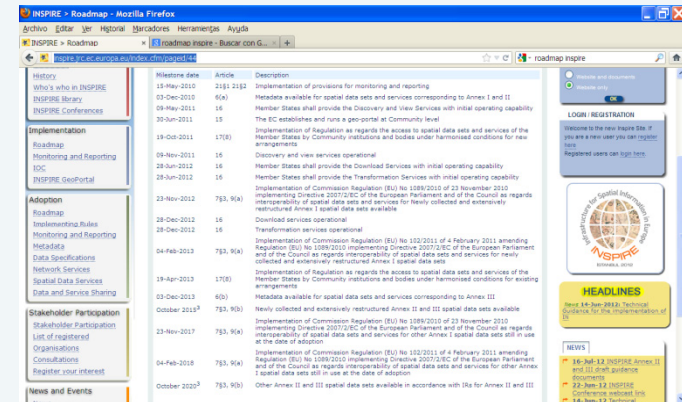 INSPIRE > Roadmap - Mozilla Firefox
Archivo Editar Ver Historial Marcadores Herramientas Ayuda
INSPIRE > Roadmap
roadmap inspire - Buscar con G...
inspire.jrc.ec.europa.eu/index.cfm/pageid/44
roadmap inspire
History
Who's who in INSPIRE
INSPIRE library
INSPIRE Conferences
Implementation
Roadmap
Monitoring and Reporting
IOC
INSPIRE GeoPortal
Adoption
Roadmap
Implementing Rules
Monitoring and Reporting
Metadata
Data Specifications
Network Services
Spatial Data Services
Data and Service Sharing
Stakeholder Participation
Stakeholder Participation
List of registered
Organisations
Consultations
Register your interest
News and Events
Milestone date Article Description
15-May-2010 21§1 21§2 Implementation of provisions for monitoring and reporting
03-Dec-2010 6(a) Metadata available for spatial data sets and services corresponding to Annex I and II
09-May-2011 16 Member States shall provide the Discovery and View Services with initial operating capability
30-Jun-2011 15 The EC establishes and runs a geo-portal at Community level
19-Oct-2011 17(8) Implementation of Regulation as regards the access to spatial data sets and services of the
Member States by Community institutions and bodies under harmonised conditions for new
arrangements
09-Nov-2011 16 Discovery and view services operational
28-Jun-2012 16 Member States shall provide the Download Services with initial operating capability
28-Jun-2012 16 Member States shall provide the Transformation Services with initial operating capability
23-Nov-2012 7§3, 9(a) Implementation of Commission Regulation (EU) No 1089/2010 of 23 November 2010
implementing Directive 2007/2/EC of the European Parliament and of the Council as regards
interoperability of spatial data sets and services for Newly collected and extensively
restructured Annex I spatial data sets available
28-Dec-2012 16 Download services operational
28-Dec-2012 16 Transformation services operational
04-Feb-2013 7§3, 9(a) Implementation of Commission Regulation (EU) No 102/2011 of 4 February 2011 amending
Regulation (EU) No 1089/2010 implementing Directive 2007/2/EC of the European Parliament
and of the Council as regards interoperability of spatial data sets and services for newly
collected and extensively restructured Annex I spatial data sets
19-Apr-2013 17(8) Implementation of Regulation as regards the access to spatial data sets and services of the
Member States by Community institutions and bodies under harmonised conditions for existing
arrangements
03-Dec-2013 6(b) Metadata available for spatial data sets and services corresponding to Annex III
October 2015³ 7§3, 9(b) Newly collected and extensively restructured Annex II and III spatial data sets available
23-Nov-2017 7§3, 9(a) Implementation of Commission Regulation (EU) No 1089/2010 of 23 November 2010
implementing Directive 2007/2/EC of the European Parliament and of the Council as regards
interoperability of spatial data sets and services for other Annex I spatial data sets still in use
at the date of adoption
04-Feb-2018 7§3, 9(a) Implementation of Commission Regulation (EU) No 102/2011 of 4 February 2011 amending
Regulation (EU) No 1089/2010 implementing Directive 2007/2/EC of the European Parliament
and of the Council as regards interoperability of spatial data sets and services for other Annex
I spatial data sets still in use at the date of adoption
October 2020³ 7§3, 9(b) Other Annex II and III spatial data sets available in accordance with IRs for Annex II and III
Website and documents
Website only
OK
LOGIN / REGISTRATION
Welcome to the new Inspire Site. If
you are a new user you can register
here
Registered users can login here.
Infrastructure for Spatial Information in Europe
INSPIRE
ISTANBUL 2012
HEADLINES
News 14-Jun-2012: Technical
Guidance for the implementation of
NEWS
16-Jul-12 INSPIRE Annex II
and III draft guidance
documents
22-Jun-12 INSPIRE
Conference webcast link
14-Jun-12 Technical